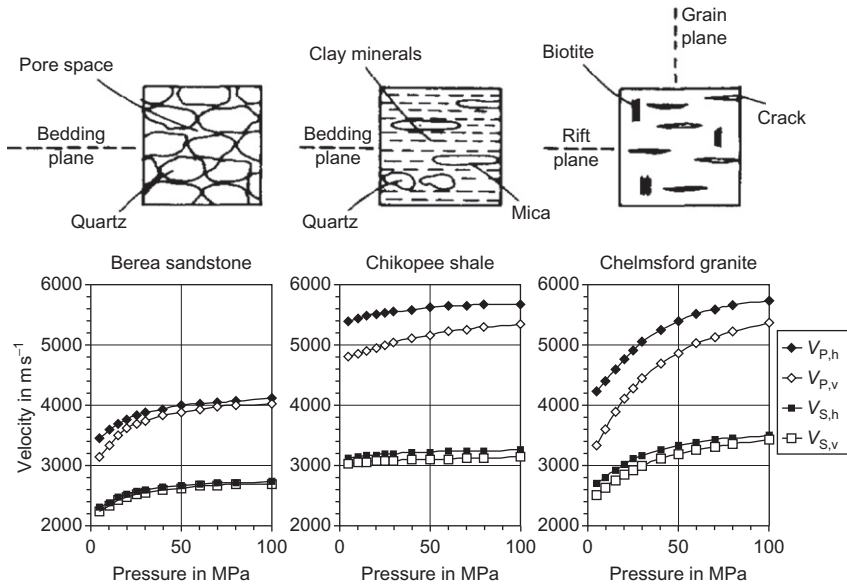 Pore space
Bedding
plane
Quartz
Clay minerals
Bedding
plane
Quartz
Mica
Grain
plane
Biotite
Crack
Rift
plane
Berea sandstone
Chikopee shale
Chelmsford granite
Velocity in m s⁻¹
6000
5000
4000
3000
2000
0
50
100
Pressure in MPa
6000
5000
4000
3000
2000
0
50
100
Pressure in MPa
6000
5000
4000
3000
2000
0
50
100
Pressure in MPa
V_P,h
V_P,v
V_S,h
V_S,v